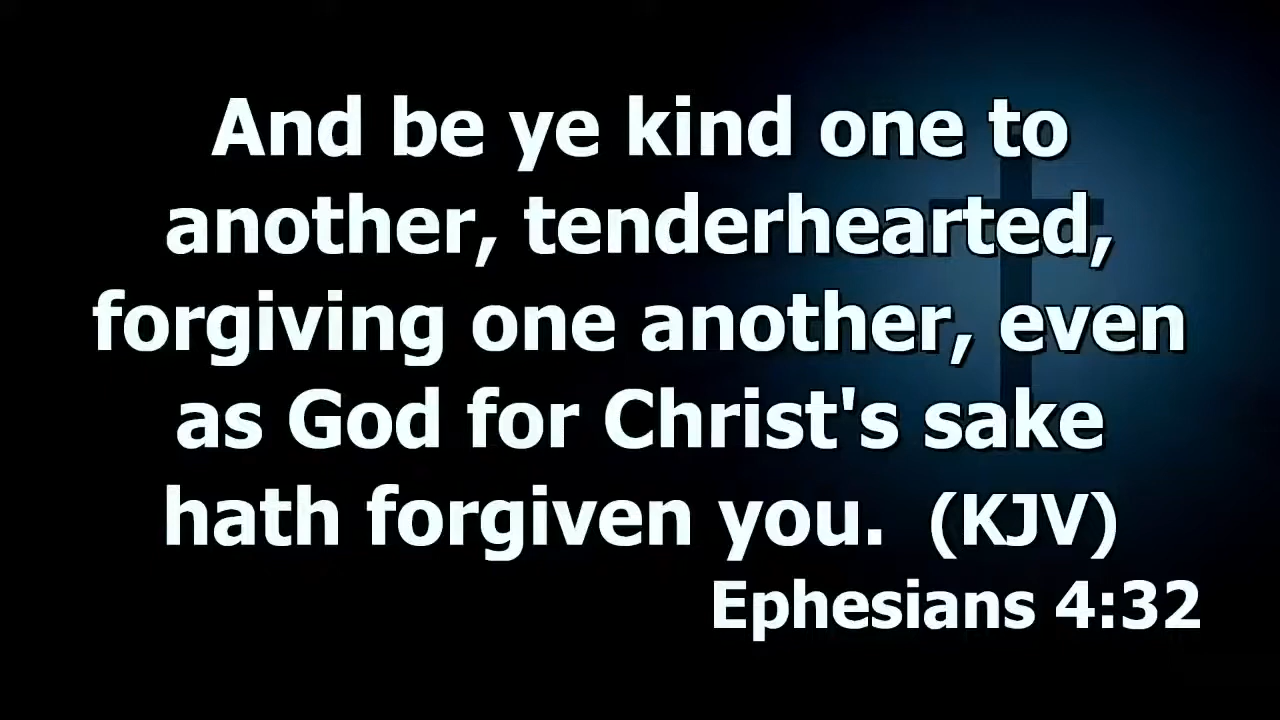 And be ye kind one to
another, tenderhearted,
forgiving one another, even
as God for Christ's sake
hath forgiven you.  (KJV)
Ephesians 4:32